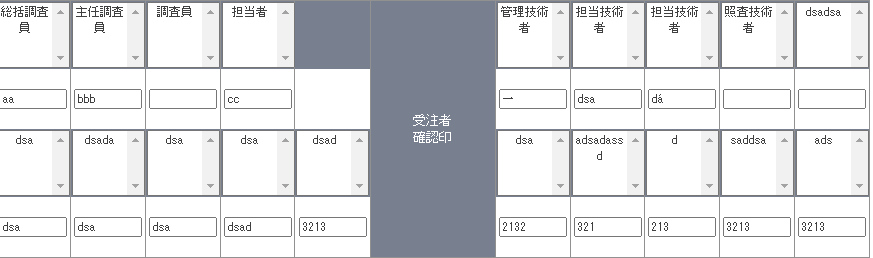 総括調査
員
主任調査
員
調査員
担当者
管理技術
者
担当技術
者
担当技術
者
照査技術
者
dsadsa
aa
bbb
cc
一
dsa
dá
受注者
確認印
dsa
dsada
dsa
dsa
dsad
dsa
adsadass
d
d
saddsa
ads
dsa
dsa
dsa
dsad
3213
2132
321
213
3213
3213